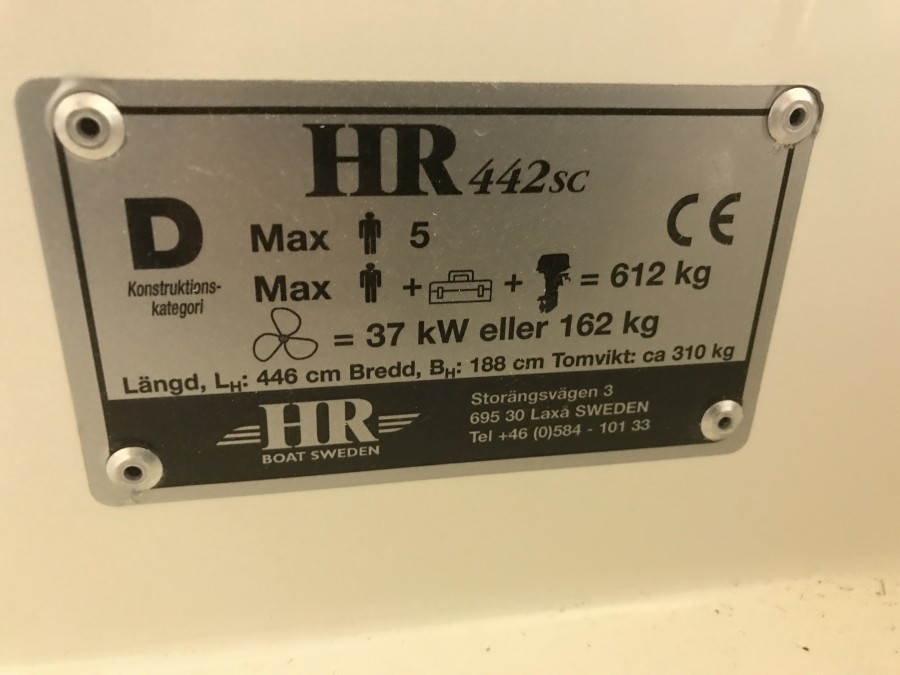 HR 442SC
D Max 5 CE
Konstruktions-
kategori
Max + + = 612 kg
= 37 kW eller 162 kg
Längd, LH: 446 cm Bredd, BH: 188 cm Tomvikt: ca 310 kg
HR
BOAT SWEDEN
Storängsvägen 3
695 30 Laxå SWEDEN
Tel +46 (0)584 - 101 33